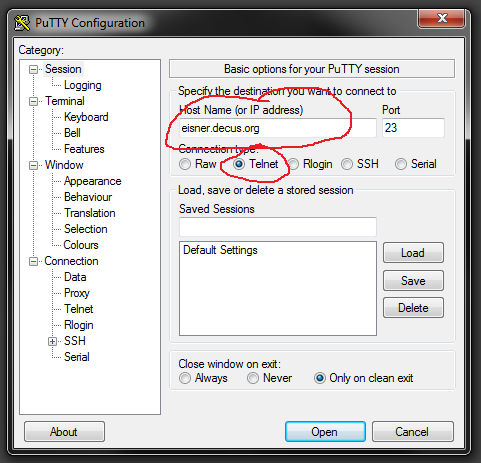 PuTTY Configuration
Category:
Session
Logging
Terminal
Keyboard
Bell
Features
Window
Appearance
Behaviour
Translation
Selection
Colours
Connection
Data
Proxy
Telnet
Rlogin
SSH
Serial
Basic options for your PuTTY session
Specify the destination you want to connect to
Host Name (or IP address) Port
eisner.decus.org 23
Connection type:
Raw Telnet Rlogin SSH Serial
Load, save or delete a stored session
Saved Sessions
Default Settings
Load
Save
Delete
Close window on exit:
Always Never Only on clean exit
About Open Cancel